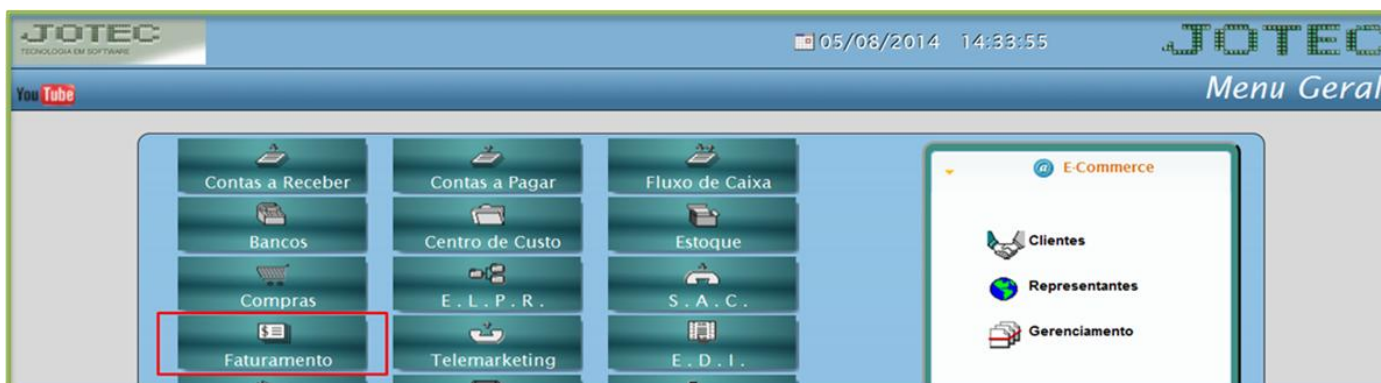 JOTEC
TECNOLOGIA EM SOFTWARE
05/08/2014 14:33:55
JOTEC
You Tube
Menu Geral
Contas a Receber
Contas a Pagar
Fluxo de Caixa
@ E-Commerce
Bancos
Centro de Custo
Estoque
Clientes
Compras
E.L.P.R.
S.A.C.
Representantes
Faturamento
Telemarketing
E.D.I.
Gerenciamento